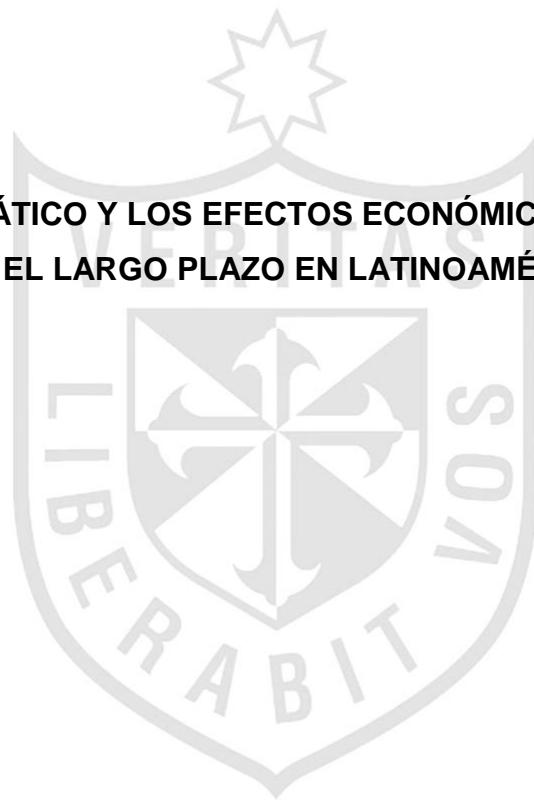 ÁTICO Y LOS EFECTOS ECONÓMIC
EL LARGO PLAZO EN LATINOAMÉ
VERITAS
LIBERABIT
VOS